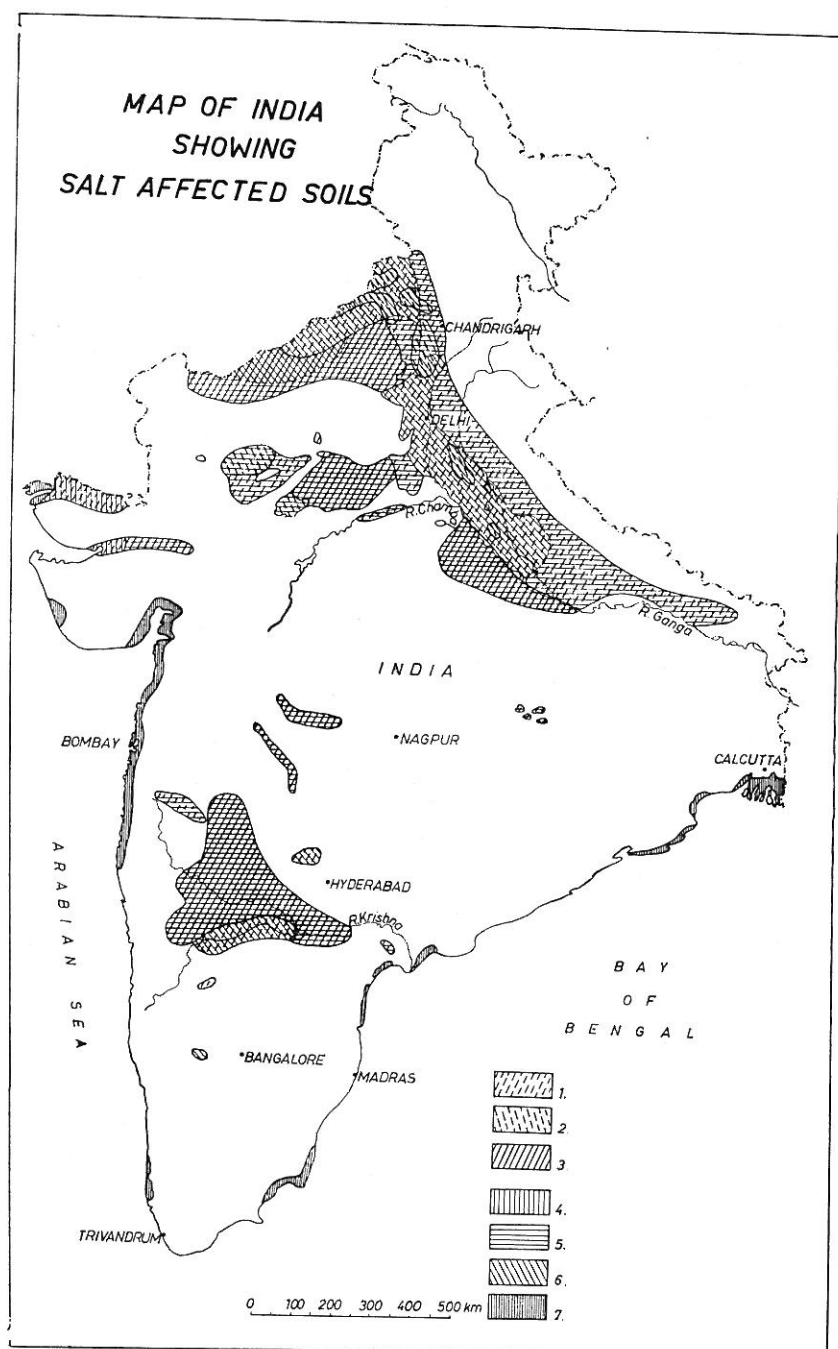 MAP OF INDIA
SHOWING
SALT AFFECTED SOILS
CHANDRIGARH
DELHI
R. Cham
R. Ganga
INDIA
BOMBAY
NAGPUR
CALCUTTA
ARABIAN SEA
HYDERABAD
R. Krishna
BAY
OF
BENGAL
BANGALORE
MADRAS
1.
2.
3
4.
5.
6.
7.
TRIVANDRUM
0 100 200 300 400 500 km